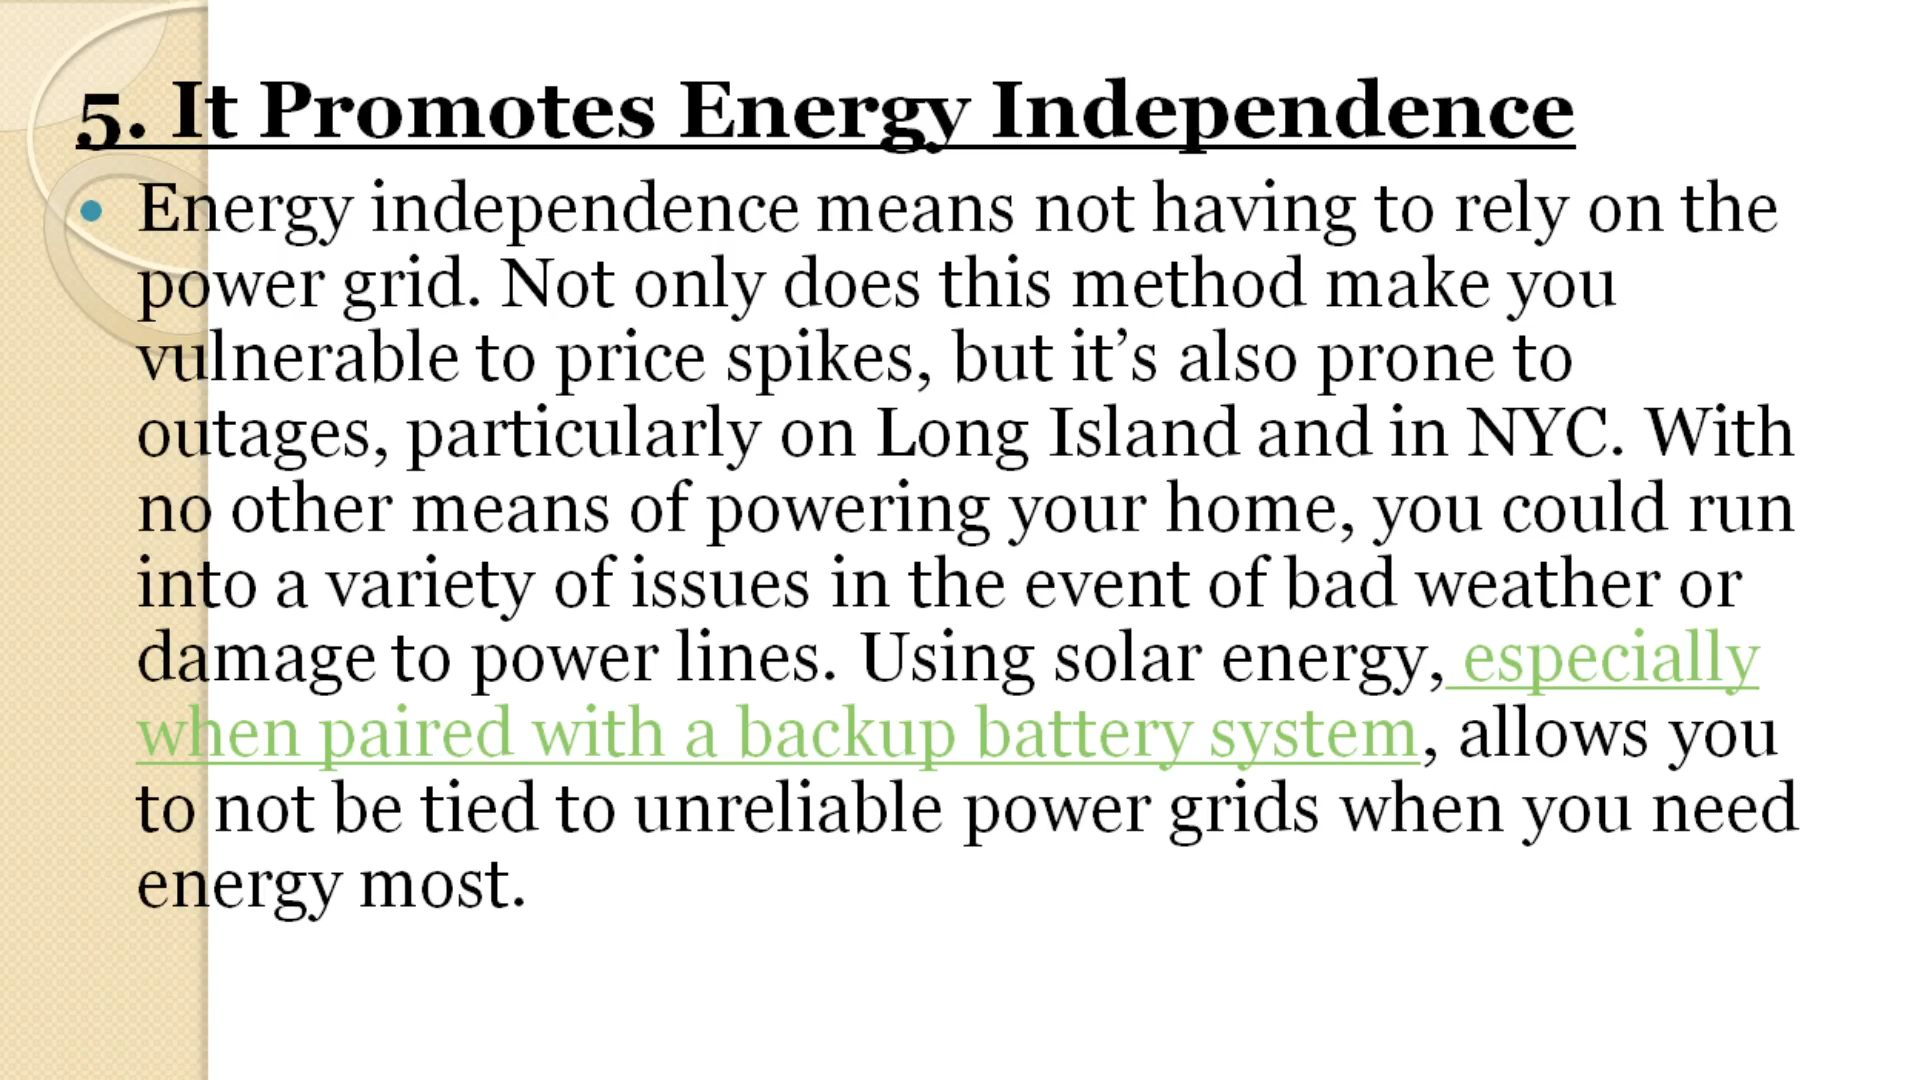 5. It Promotes Energy Independence
• Energy independence means not having to rely on the
power grid. Not only does this method make you
vulnerable to price spikes, but it’s also prone to
outages, particularly on Long Island and in NYC. With
no other means of powering your home, you could run
into a variety of issues in the event of bad weather or
damage to power lines. Using solar energy, especially
when paired with a backup battery system, allows you
to not be tied to unreliable power grids when you need
energy most.